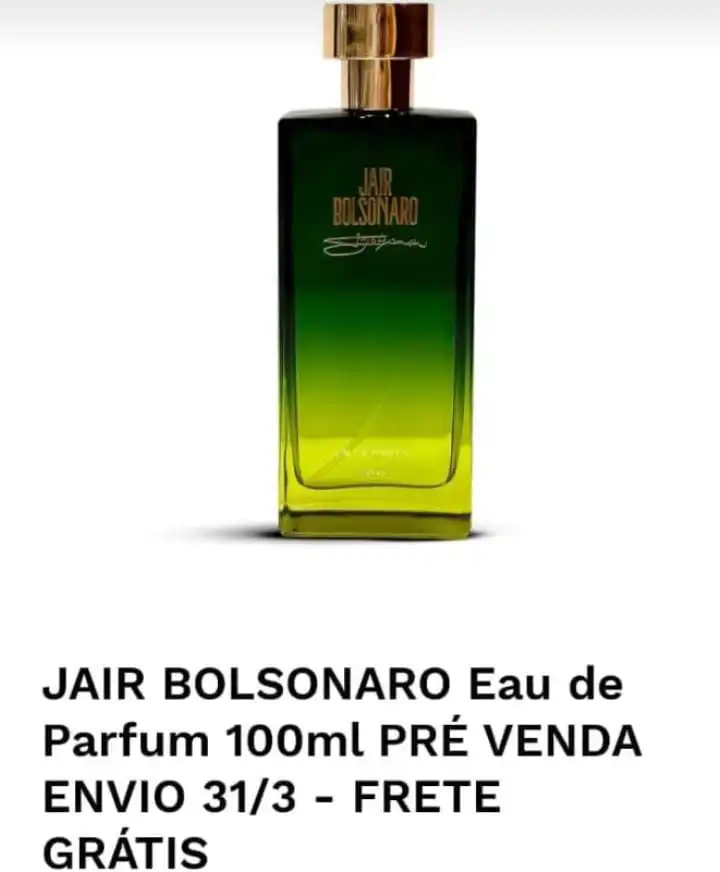 JAIR
BOLSONARO
JAIR BOLSONARO Eau de
Parfum 100ml PRÉ VENDA
ENVIO 31/3 - FRETE
GRÁTIS